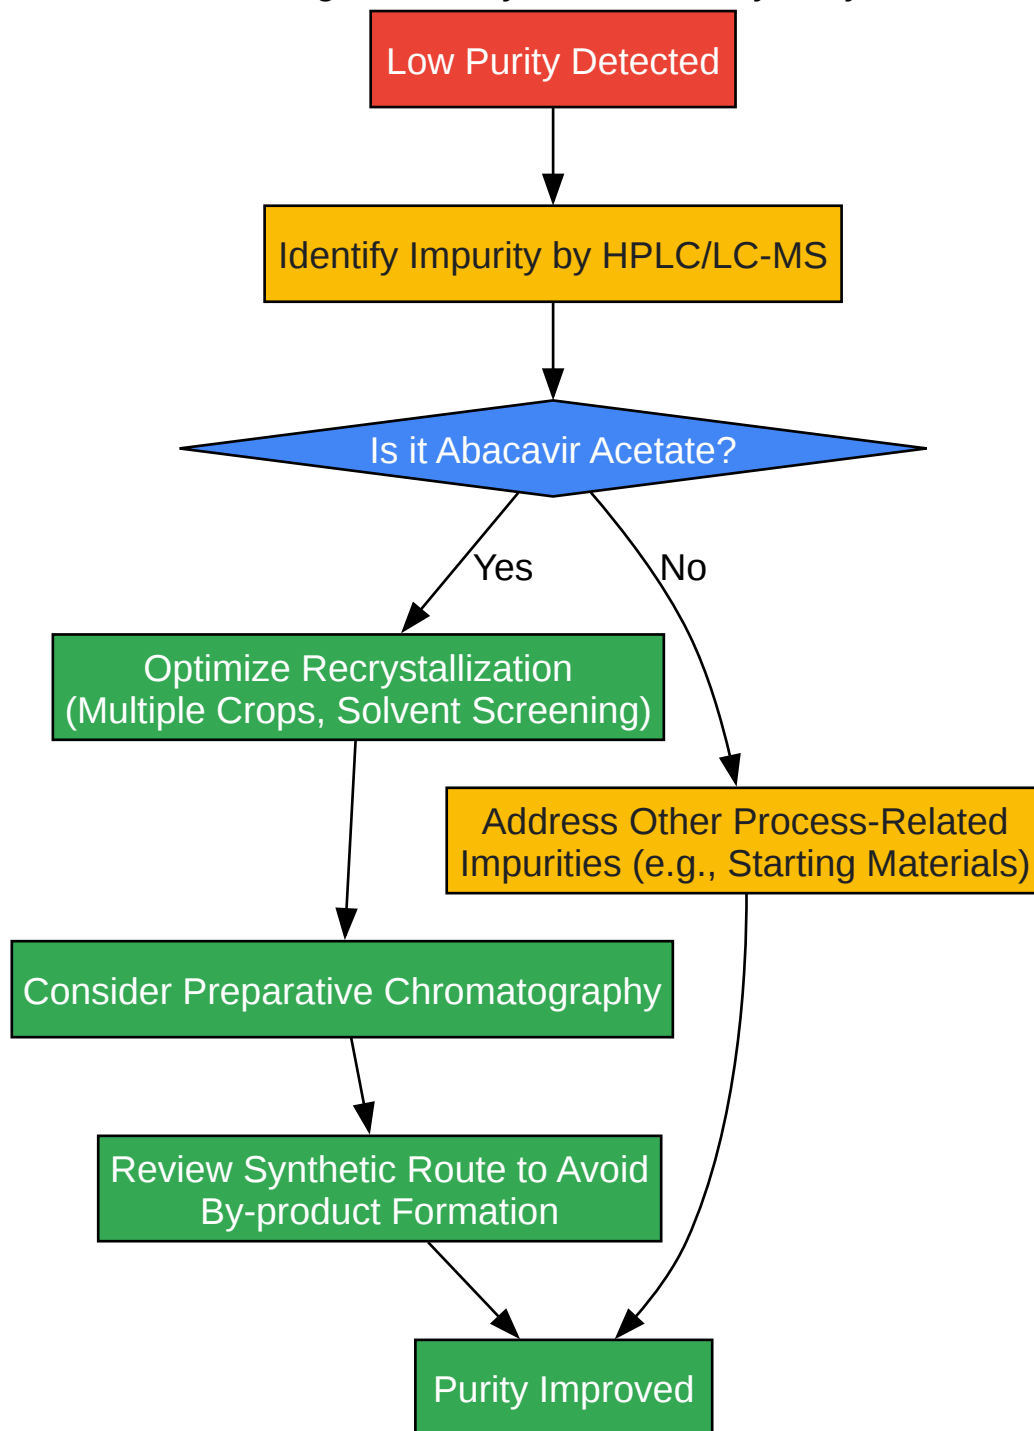 Low Purity Detected
Identify Impurity by HPLC/LC-MS
Is it Abacavir Acetate?
Yes
No
Optimize Recrystallization
(Multiple Crops, Solvent Screening)
Address Other Process-Related
Impurities (e.g., Starting Materials)
Consider Preparative Chromatography
Review Synthetic Route to Avoid
By-product Formation
Purity Improved